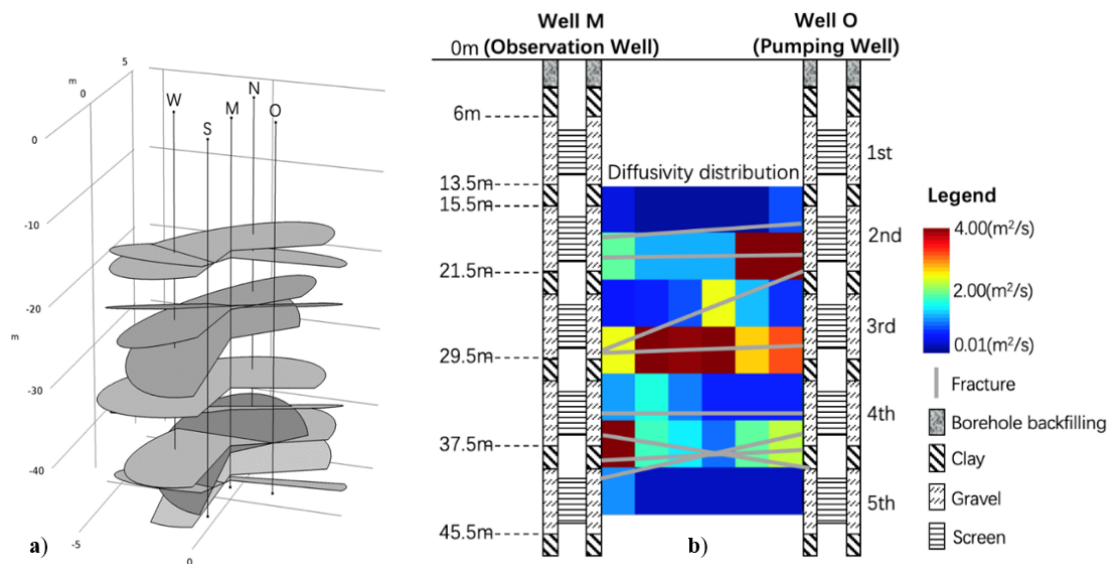 m
0
5
0
-10
-20
m
-30
-40
-5
0
W
S
M
N
O
a)
Well M
(Observation Well)
Well O
(Pumping Well)
0m
6m
13.5m
15.5m
21.5m
29.5m
37.5m
45.5m
Diffusivity distribution
1st
2nd
3rd
4th
5th
b)
Legend
4.00(m²/s)
2.00(m²/s)
0.01(m²/s)
Fracture
Borehole backfilling
Clay
Gravel
Screen